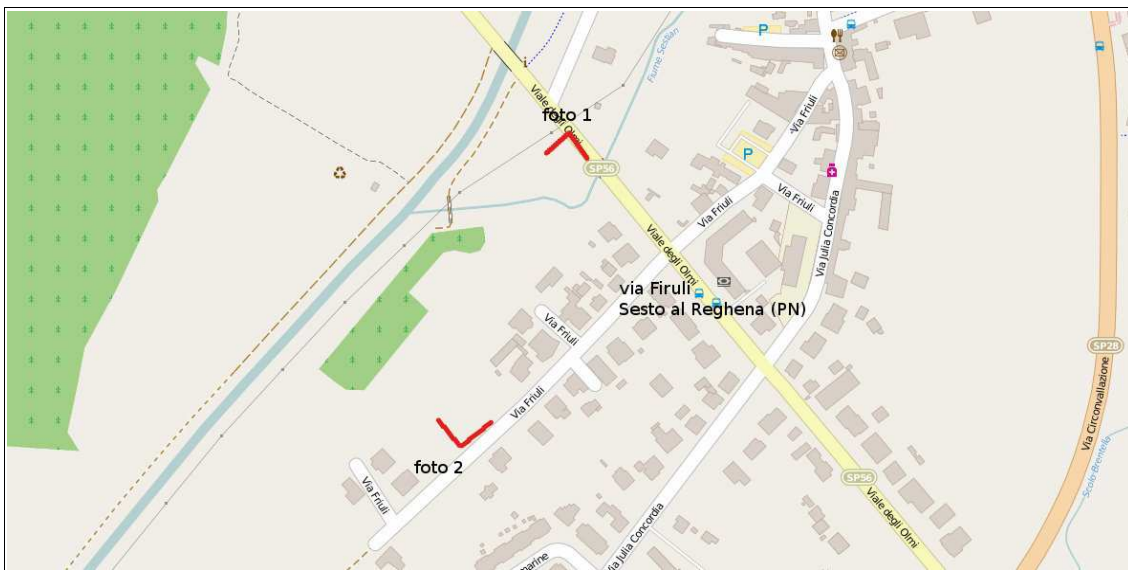 Viale degli Olmi
foto 1
SP56
Fiume Sestian
P
Via Friuli
P
Via Friuli
Via Friuli
Via Julia Concordia
Viale degli Olmi
via Firuli
Sesto al Reghena (PN)
Via Friuli
Via Friuli
foto 2
Via Friuli
SP28
Via Circonvallazione
Scolo Brentella
SP56
Viale degli Olmi
Via Julia Concordia
marine
i